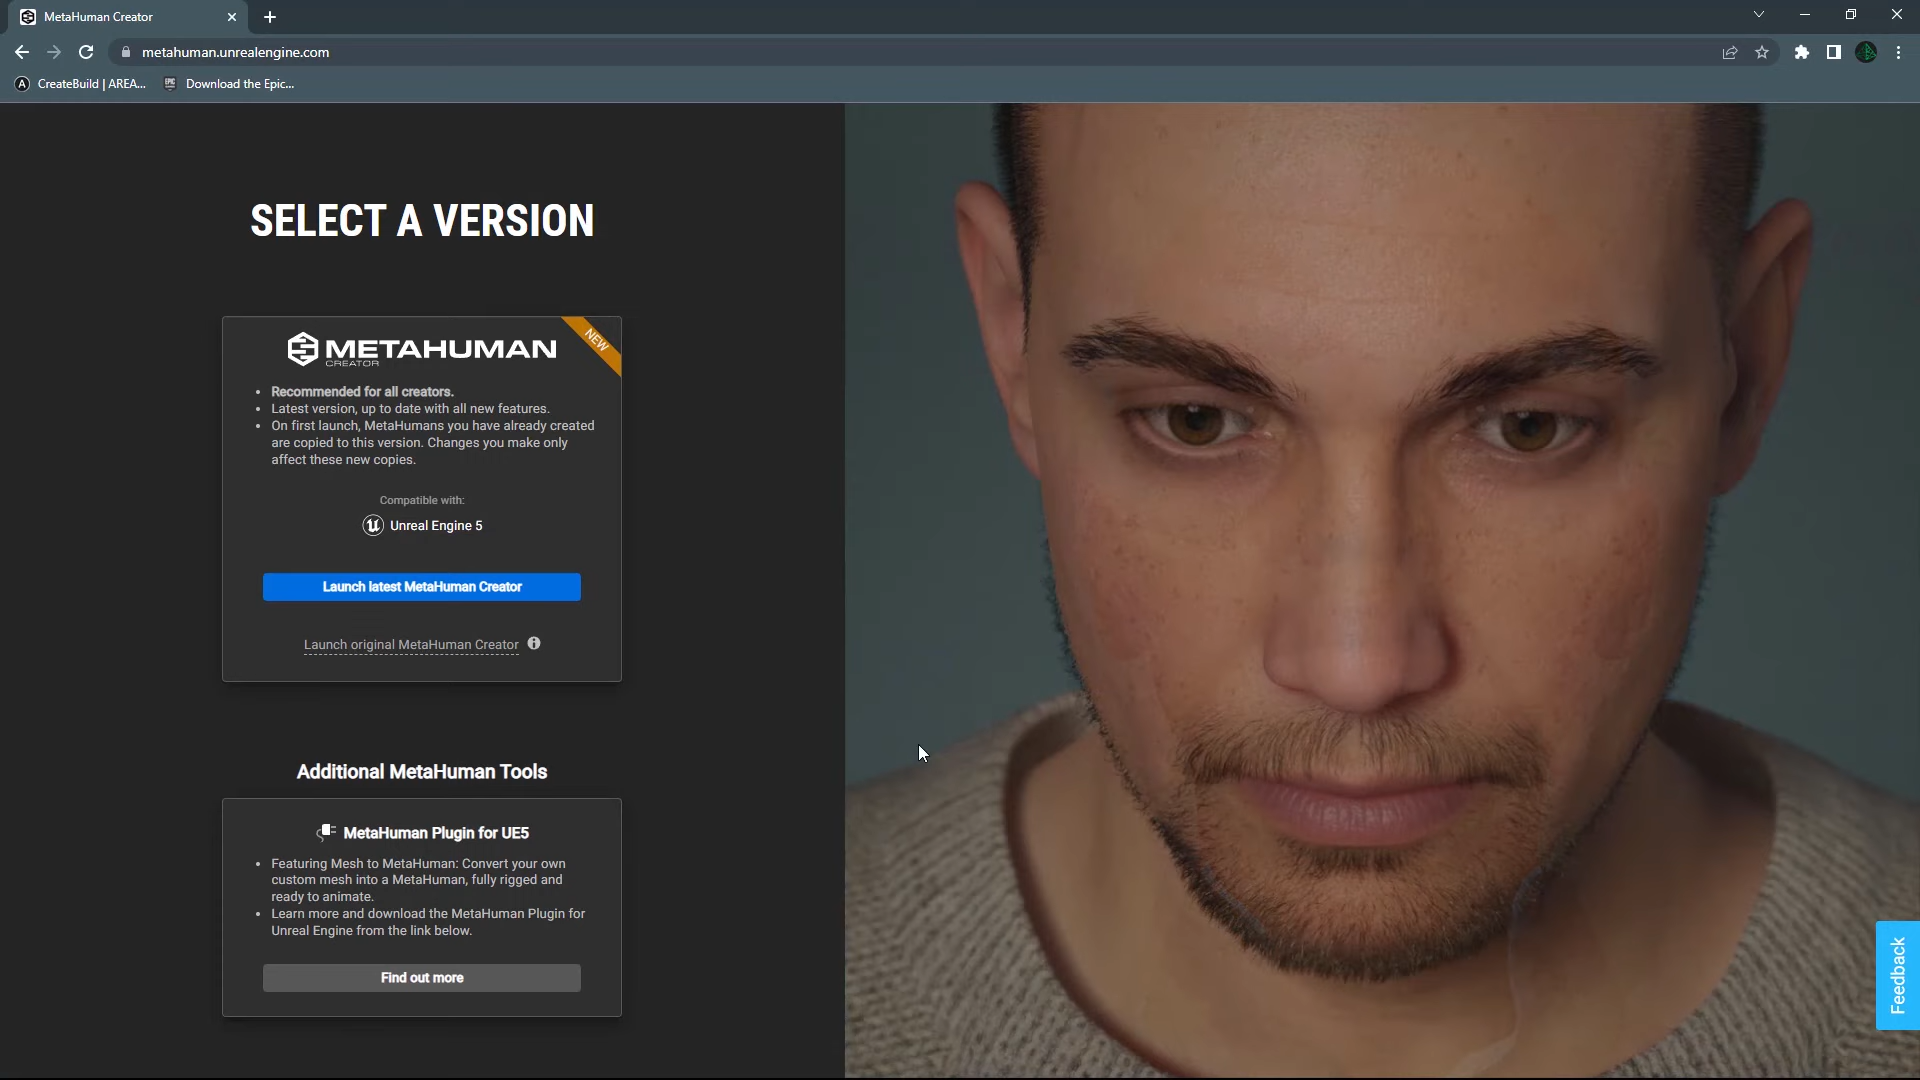 MetaHuman Creator
metahuman.unrealengine.com
CreateBuild | AREA...
Download the Epic...
SELECT A VERSION
METAHUMAN
CREATOR
NEW
Recommended for all creators.
Latest version, up to date with all new features.
On first launch, MetaHumans you have already created
are copied to this version. Changes you make only
affect these new copies.
Compatible with:
Unreal Engine 5
Launch latest MetaHuman Creator
Launch original MetaHuman Creator
Additional MetaHuman Tools
MetaHuman Plugin for UE5
Featuring Mesh to MetaHuman: Convert your own
custom mesh into a MetaHuman, fully rigged and
ready to animate.
Learn more and download the MetaHuman Plugin for
Unreal Engine from the link below.
Find out more
Feedback